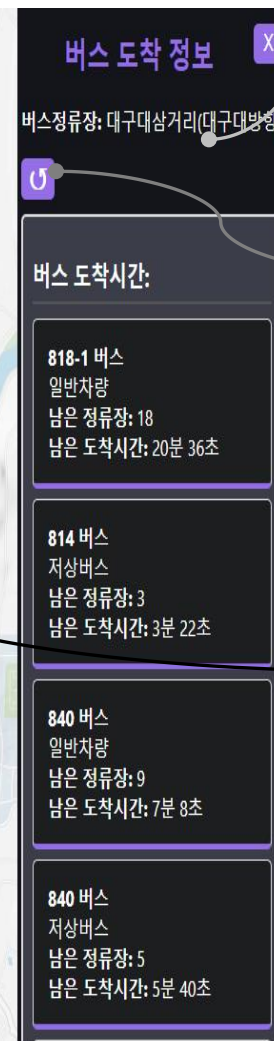 버스 도착 정보
X
버스정류장: 대구대삼거리(대구대방향
버스 도착시간:
818-1 버스
일반차량
남은 정류장: 18
남은 도착시간: 20분 36초
814 버스
저상버스
남은 정류장: 3
남은 도착시간: 3분 22초
840 버스
일반차량
남은 정류장: 9
남은 도착시간: 7분 8초
840 버스
저상버스
남은 정류장: 5
남은 도착시간: 5분 40초